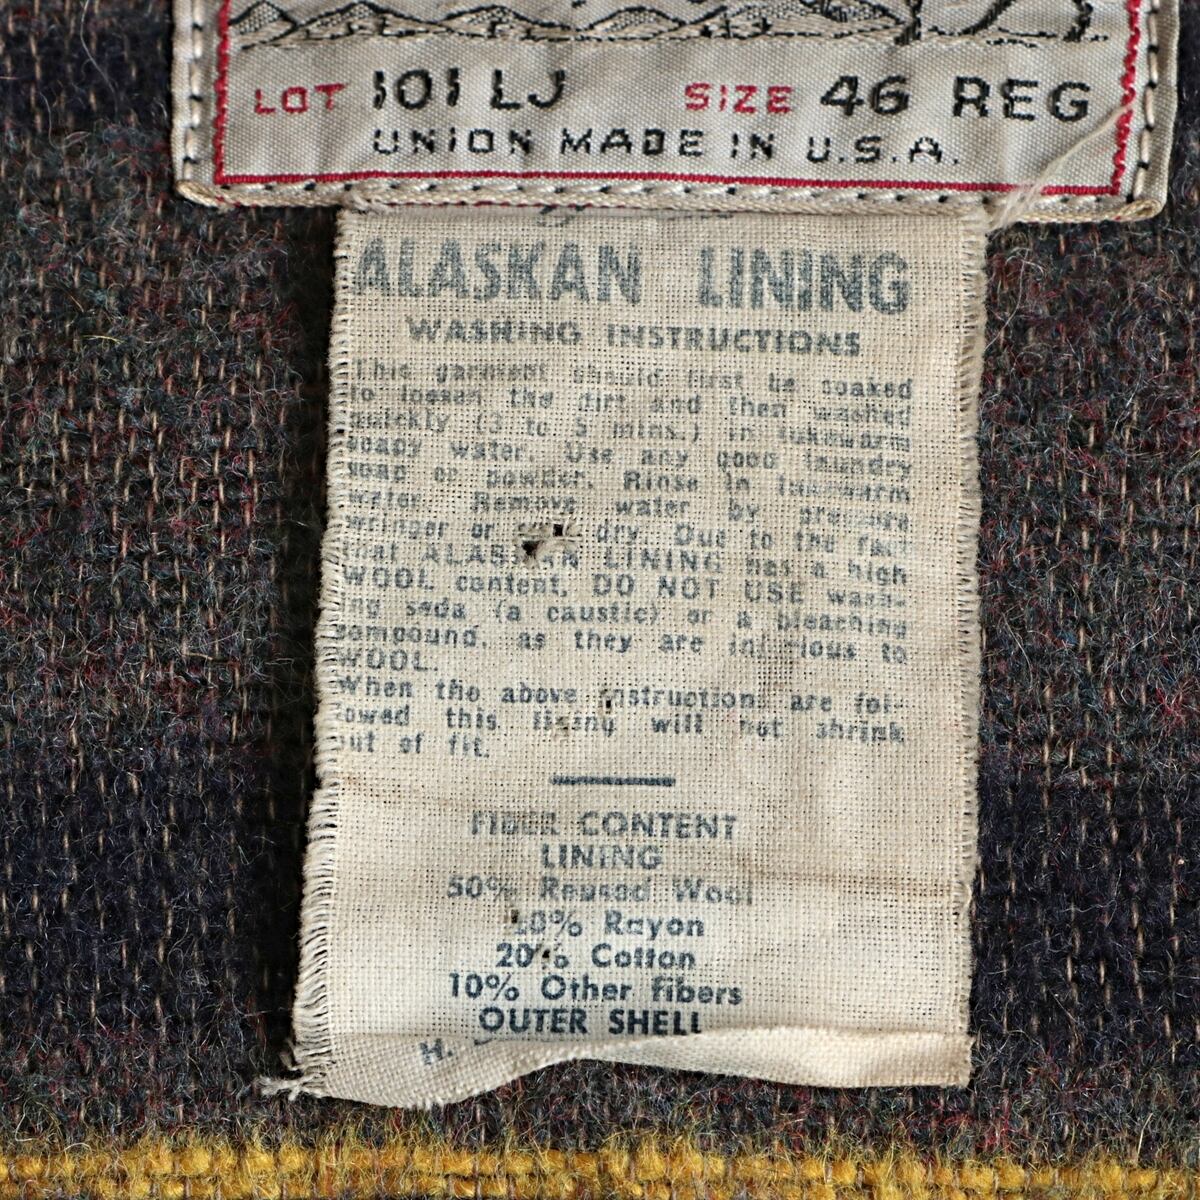 LOT 101 LJ SIZE 46 REG
UNION MADE IN U.S.A.
ALASKAN LINING
WASHING INSTRUCTIONS
This garment should first be soaked
to loosen the dirt and then washed
quickly (3 to 5 mins.) in lukewarm
soapy water. Use any good laundry
soap or powder. Rinse in lukewarm
water. Remove water by pressure
wringer or dry. Due to the fact
that ALASKAN LINING has a high
WOOL content, DO NOT USE wash-
ing soda (a caustic) or a bleaching
compound, as they are injurious to
WOOL.
When the above instructions are fol-
lowed this lining will not shrink
out of fit.
FIBER CONTENT
LINING
50% Reused Wool
20% Rayon
20% Cotton
10% Other fibers
OUTER SHELL
H.